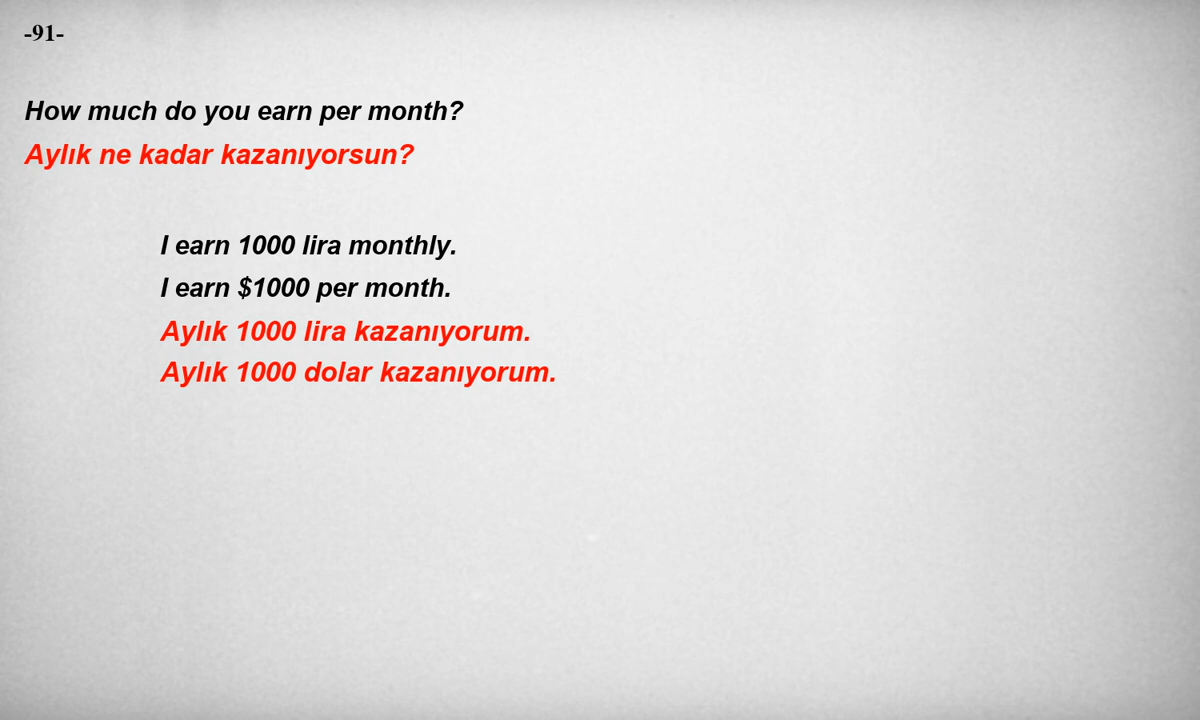 -91-
How much do you earn per month?
Aylık ne kadar kazanıyorsun?
I earn 1000 lira monthly.
I earn $1000 per month.
Aylık 1000 lira kazanıyorum.
Aylık 1000 dolar kazanıyorum.